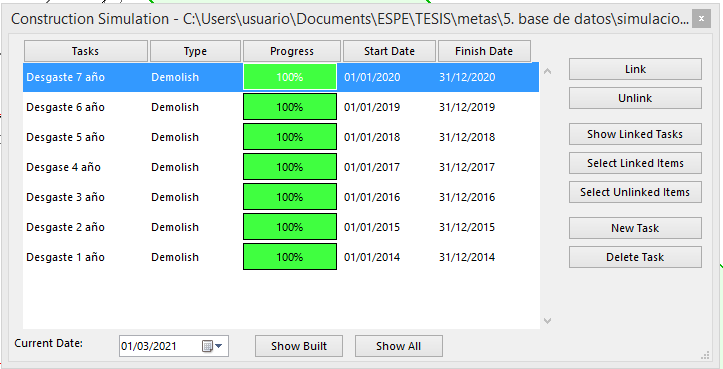 Construction Simulation - C:\Users\usuario\Documents\ESPE\TESIS\metas\5. base de datos\simulacio...
x
Tasks Type Progress Start Date Finish Date
Desgaste 7 año Demolish 100% 01/01/2020 31/12/2020
Desgaste 6 año Demolish 100% 01/01/2019 31/12/2019
Desgaste 5 año Demolish 100% 01/01/2018 31/12/2018
Desgase 4 año Demolish 100% 01/01/2017 31/12/2017
Desgaste 3 año Demolish 100% 01/01/2016 31/12/2016
Desgaste 2 año Demolish 100% 01/01/2015 31/12/2015
Desgaste 1 año Demolish 100% 01/01/2014 31/12/2014
Link
Unlink
Show Linked Tasks
Select Linked Items
Select Unlinked Items
New Task
Delete Task
Current Date: 01/03/2021 Show Built Show All